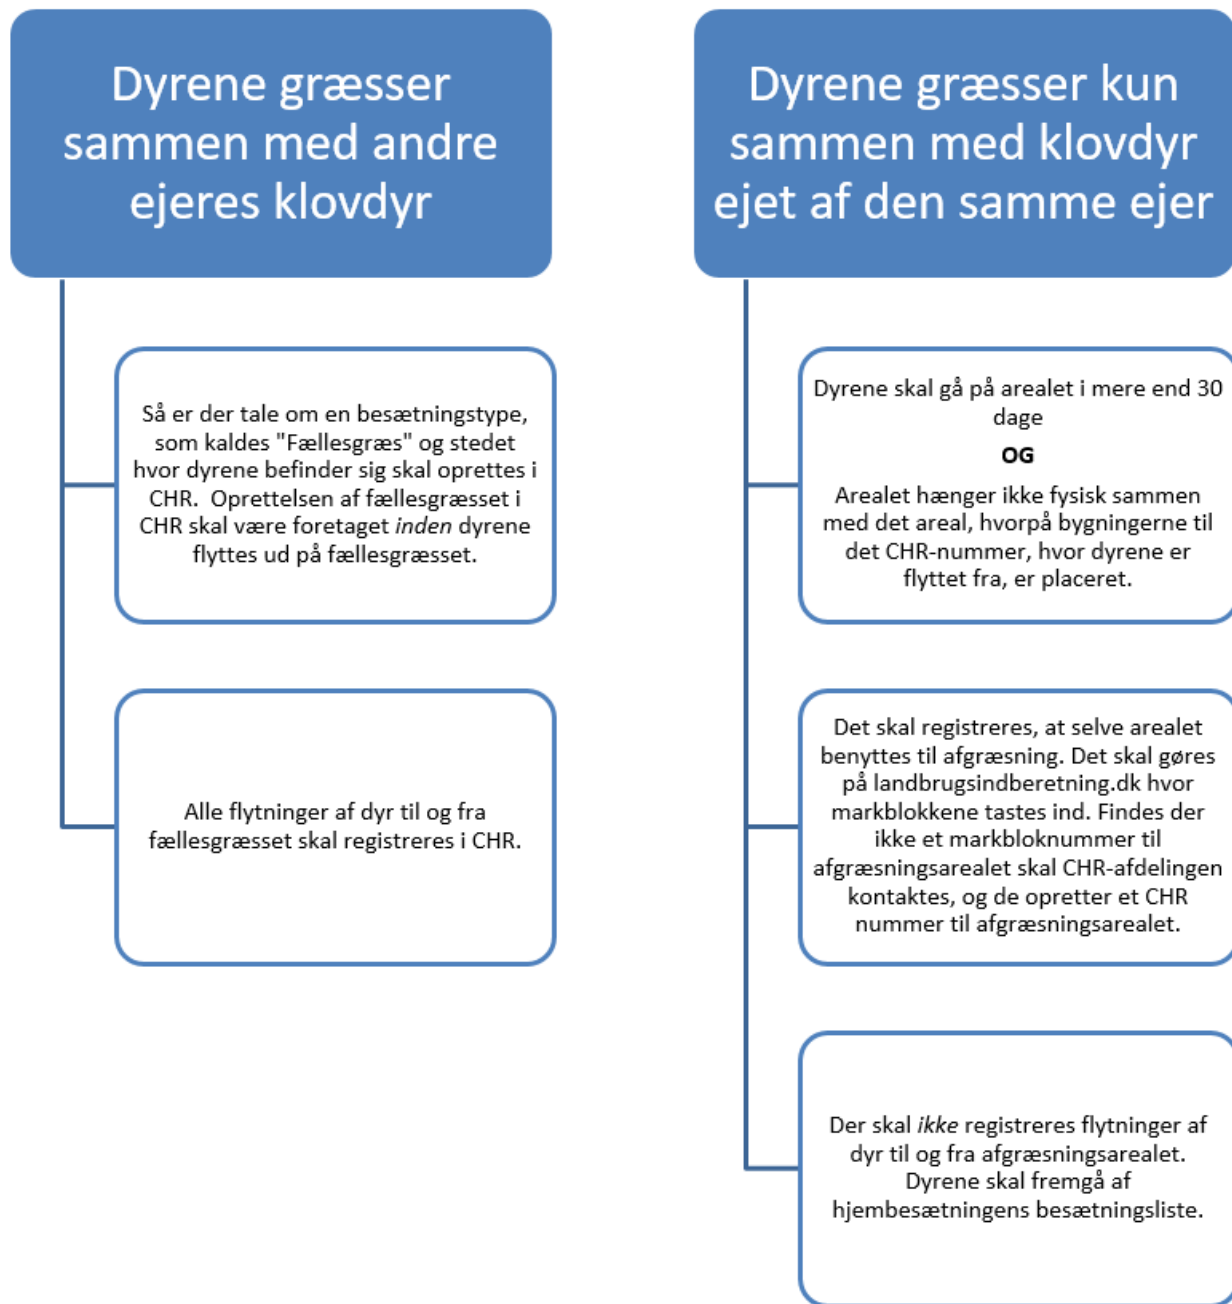 Dyrene græsser
sammen med andre
ejeres klovdyr
Så er der tale om en besætningstype,
som kaldes "Fællesgræs" og stedet
hvor dyrene befinder sig skal oprettes i
CHR.  Oprettelsen af fællesgræsset i
CHR skal være foretaget inden dyrene
flyttes ud på fællesgræsset.
Alle flytninger af dyr til og fra
fællesgræsset skal registreres i CHR.
Dyrene græsser kun
sammen med klovdyr
ejet af den samme ejer
Dyrene skal gå på arealet i mere end 30
dage
OG
Arealet hænger ikke fysisk sammen
med det areal, hvorpå bygningerne til
det CHR-nummer, hvor dyrene er
flyttet fra, er placeret.
Det skal registreres, at selve arealet
benyttes til afgræsning. Det skal gøres
på landbrugsindberetning.dk hvor
markblokkene tastes ind. Findes der
ikke et markbloknummer til
afgræsningsarealet skal CHR-afdelingen
kontaktes, og de opretter et CHR
nummer til afgræsningsarealet.
Der skal ikke registreres flytninger af
dyr til og fra afgræsningsarealet.
Dyrene skal fremgå af
hjembesætningens besætningsliste.